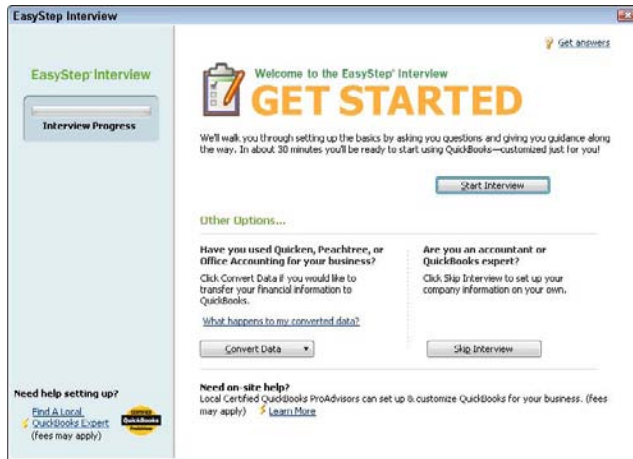 EasyStep Interview
Get answers
EasyStep® Interview
Interview Progress
Welcome to the EasyStep® Interview
GET STARTED
We'll walk you through setting up the basics by asking you questions and giving you guidance along
the way. In about 30 minutes you'll be ready to start using QuickBooks—customized just for you!
Start Interview
Other Options...
Have you used Quicken, Peachtree, or
Office Accounting for your business?
Click Convert Data if you would like to
transfer your financial information to
QuickBooks.
What happens to my converted data?
Convert Data
Are you an accountant or
QuickBooks expert?
Click Skip Interview to set up your
company information on your own.
Skip Interview
Need help setting up?
Find A Local
QuickBooks Expert
(fees may apply)
CERTIFIED
QuickBooks
ProAdvisor
Need on-site help?
Local Certified QuickBooks ProAdvisors can set up & customize QuickBooks for your business. (fees
may apply) Learn More